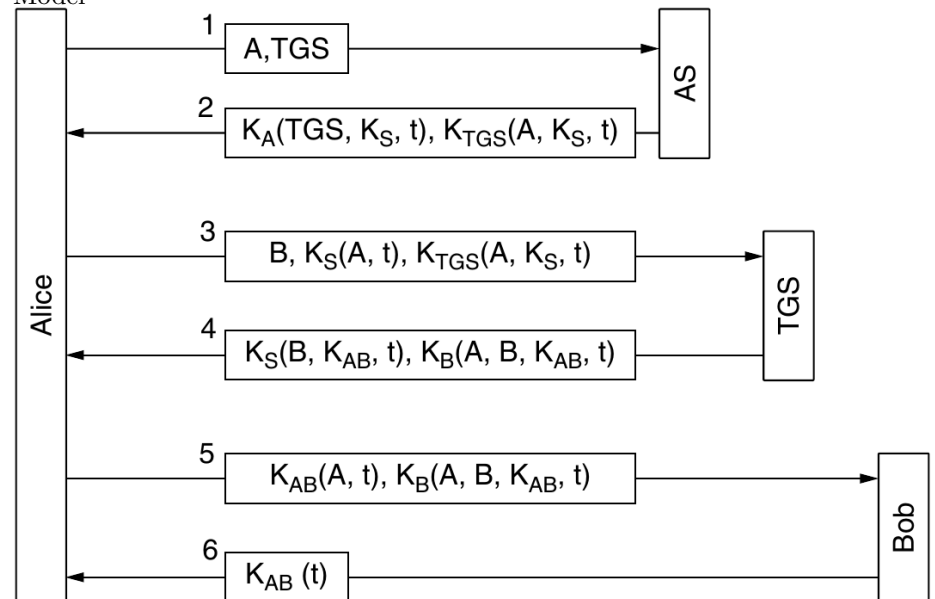 Model
1
A,TGS
AS
2
K_A(TGS, K_S, t), K_TGS(A, K_S, t)
3
B, K_S(A, t), K_TGS(A, K_S, t)
Alice
TGS
4
K_S(B, K_AB, t), K_B(A, B, K_AB, t)
5
K_AB(A, t), K_B(A, B, K_AB, t)
Bob
6
K_AB (t)